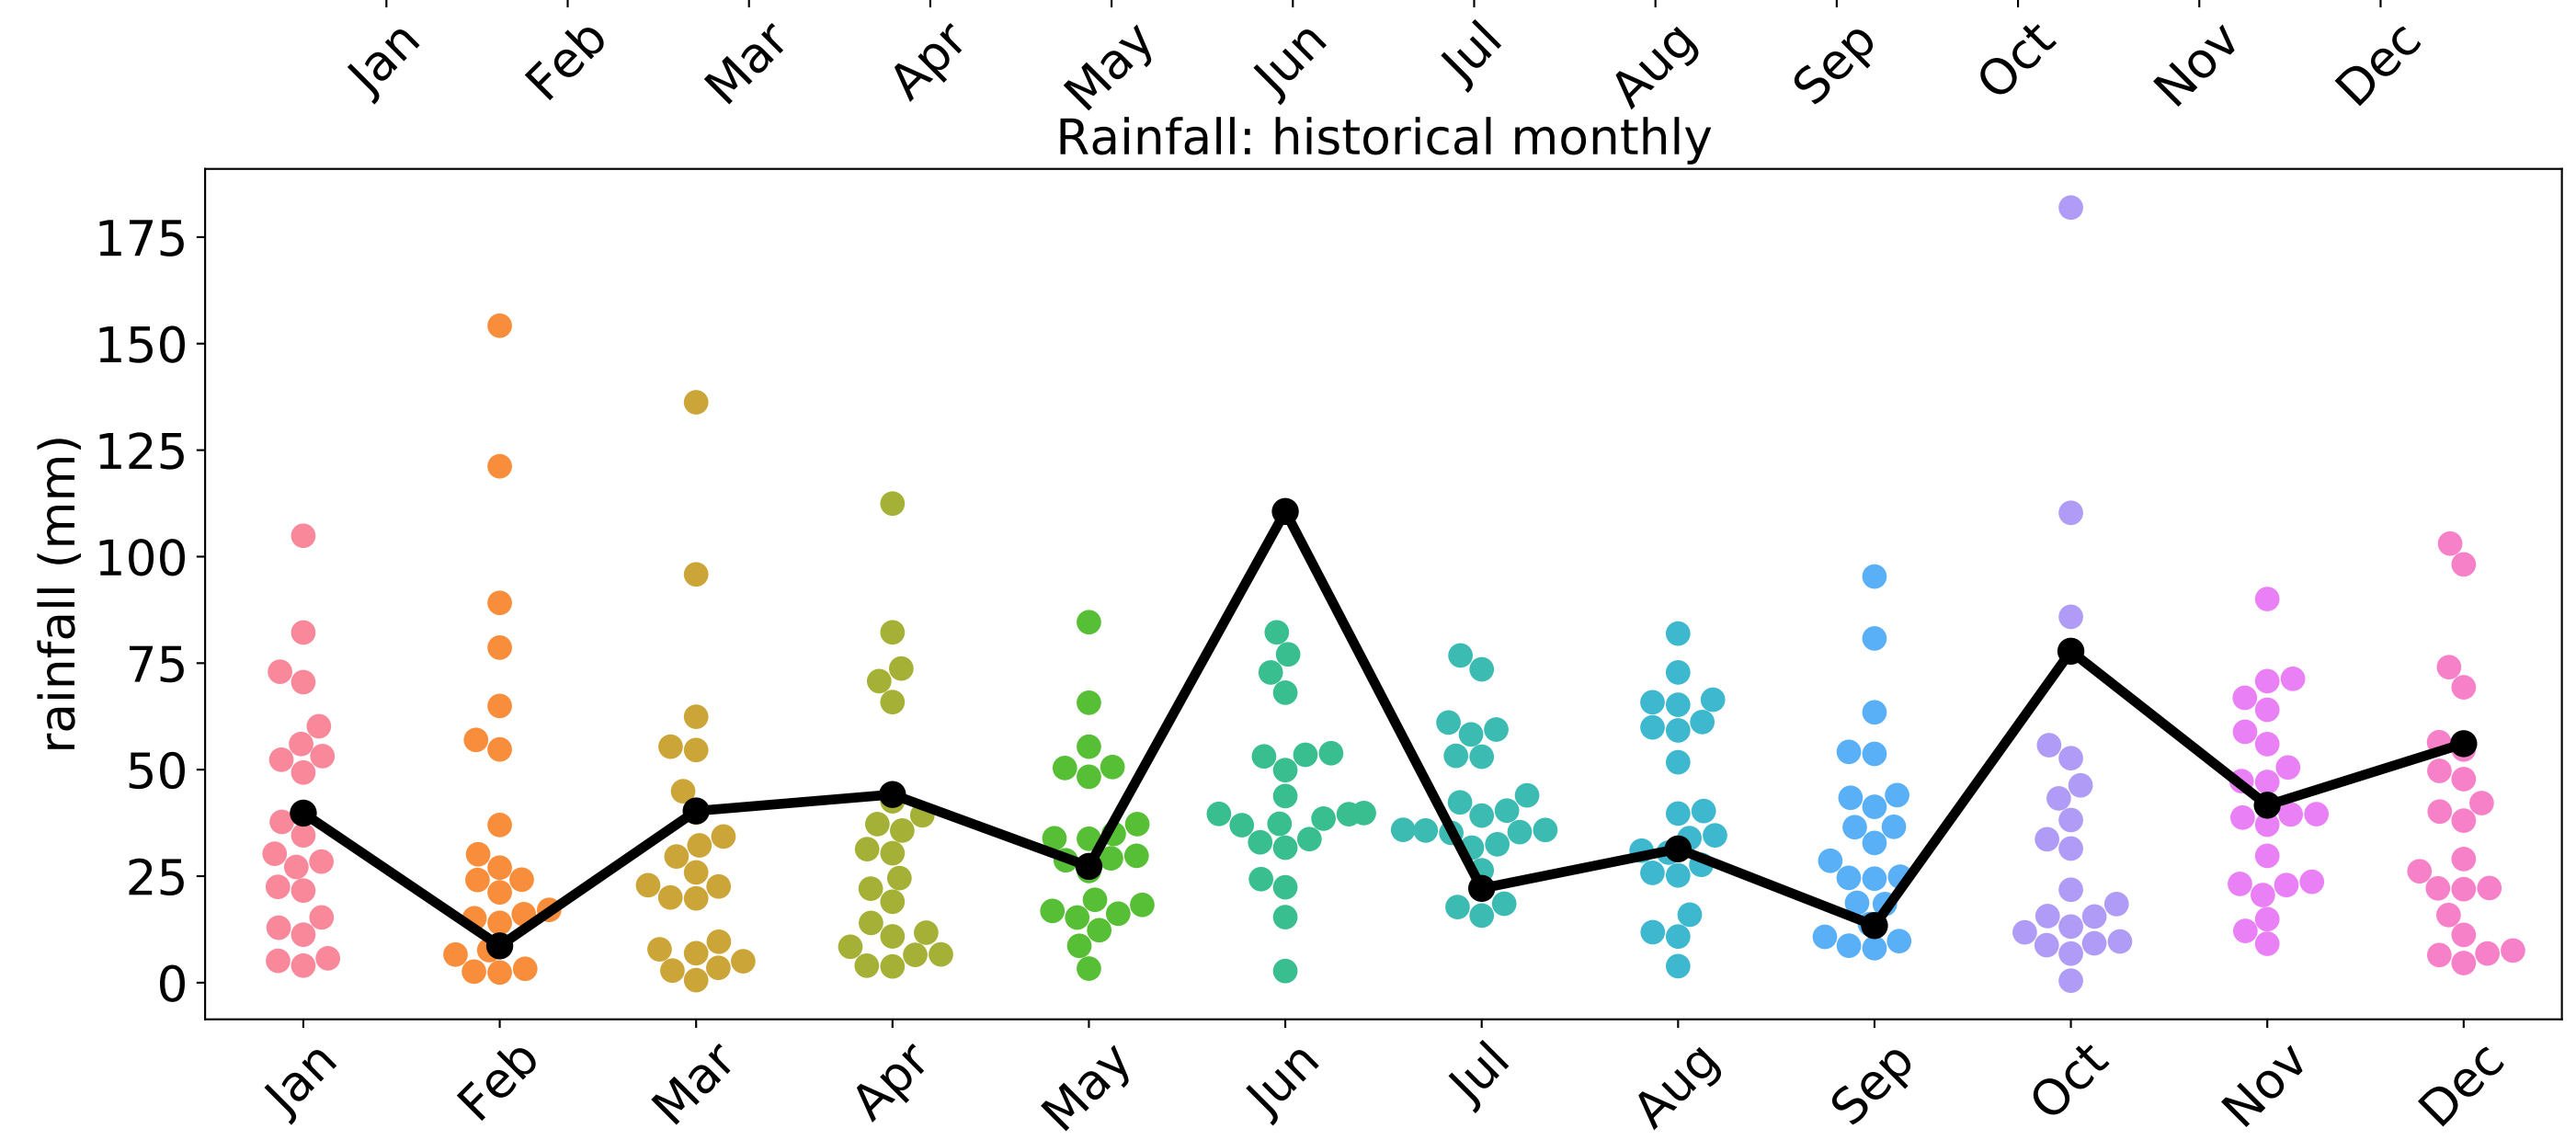 Jan Feb Mar Apr May Jun Jul Aug Sep Oct Nov Dec
Rainfall: historical monthly
rainfall (mm)
175
150
125
100
75
50
25
0
Jan Feb Mar Apr May Jun Jul Aug Sep Oct Nov Dec